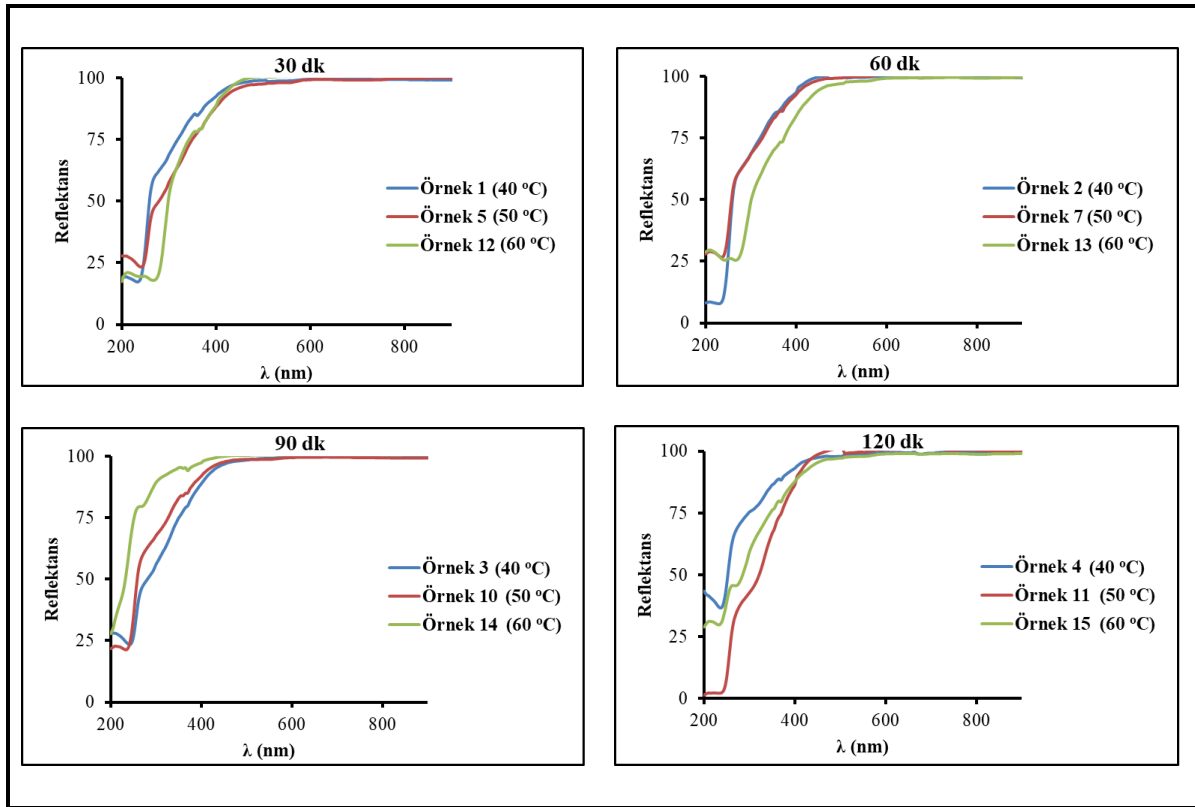 30 dk
100
75
50
25
0
Reflektans
200 400 600 800
λ (nm)
Örnek 1 (40 ºC)
Örnek 5 (50 ºC)
Örnek 12 (60 ºC)
60 dk
100
75
50
25
0
Reflektans
200 400 600 800
λ (nm)
Örnek 2 (40 ºC)
Örnek 7 (50 ºC)
Örnek 13 (60 ºC)
90 dk
100
75
50
25
0
Reflektans
200 400 600 800
λ (nm)
Örnek 3 (40 ºC)
Örnek 10 (50 ºC)
Örnek 14 (60 ºC)
120 dk
100
75
50
25
0
Reflektans
200 400 600 800
λ (nm)
Örnek 4 (40 ºC)
Örnek 11 (50 ºC)
Örnek 15 (60 ºC)